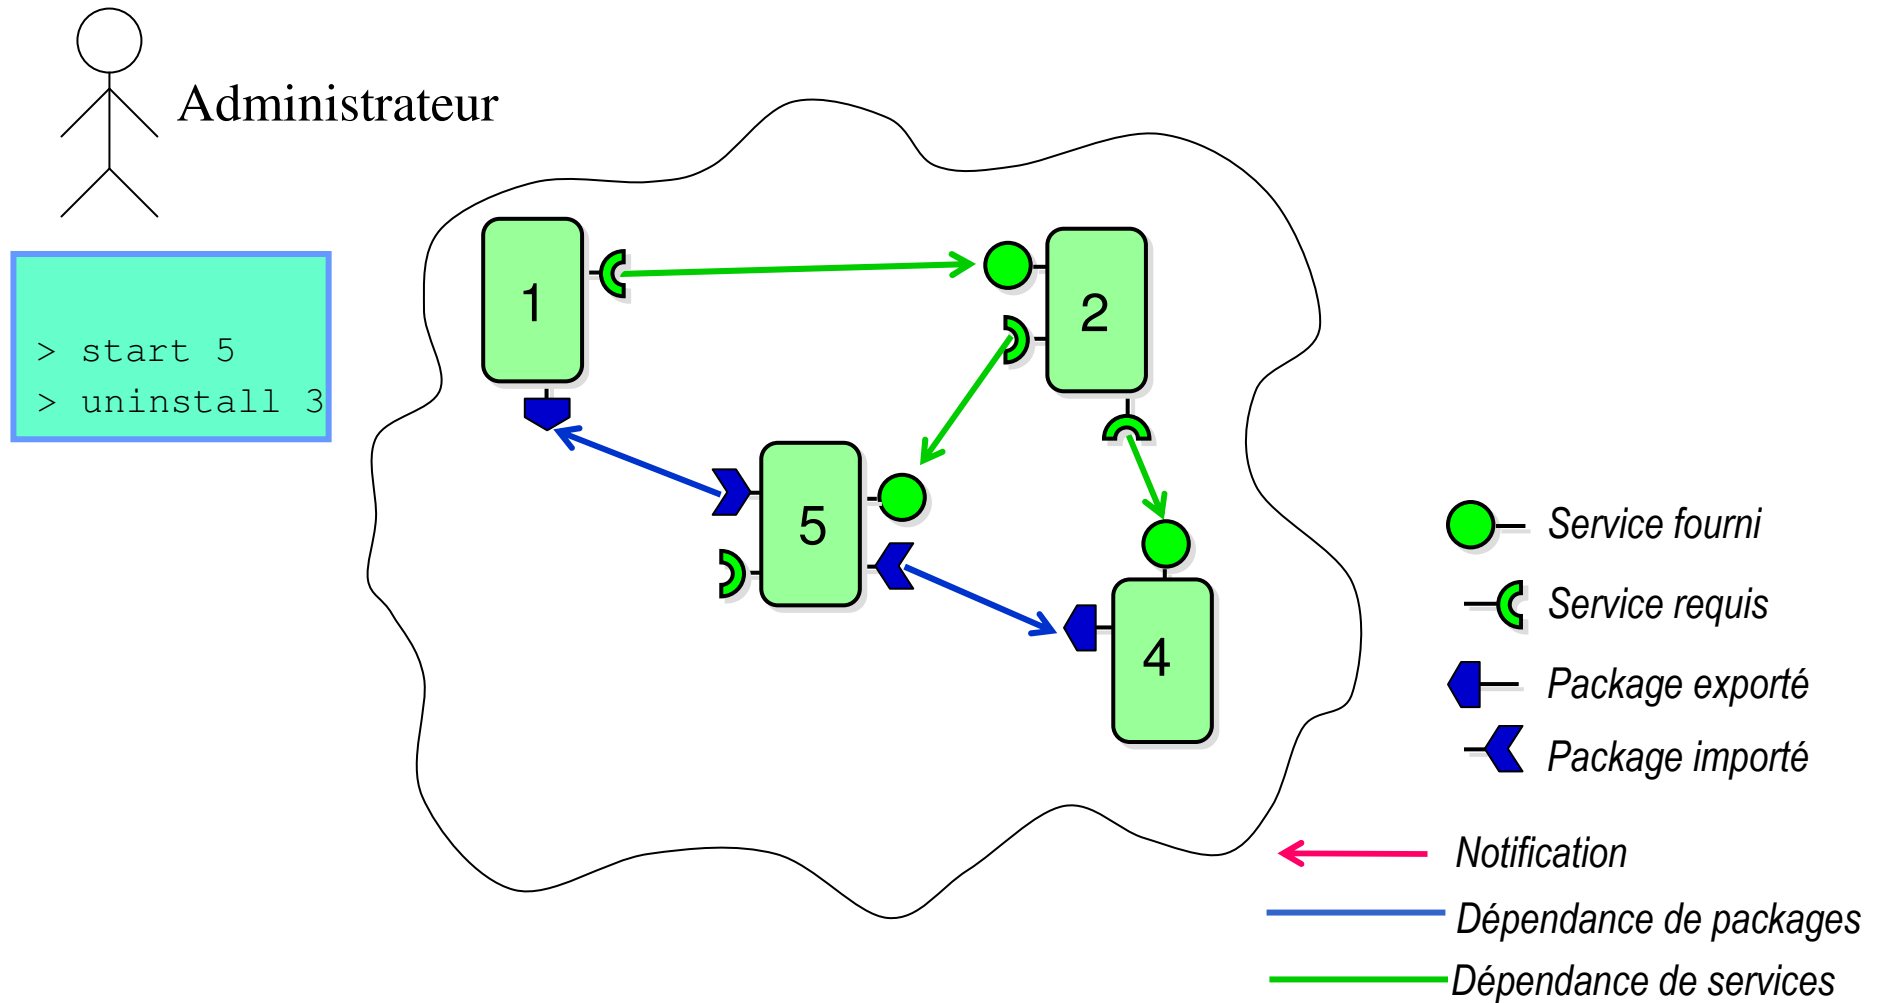 Administrateur
> start 5
> uninstall 3
1
2
5
4
Service fourni
Service requis
Package exporté
Package importé
Notification
Dépendance de packages
Dépendance de services